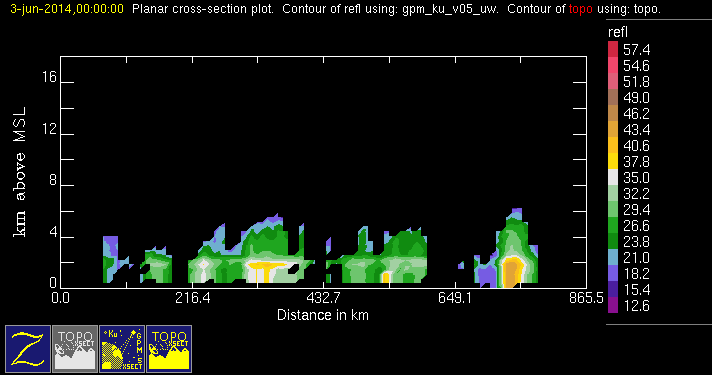 3-jun-2014,00:00:00 Planar cross-section plot. Contour of refl using: gpm_ku_v05_uw. Contour of topo using: topo.
refl
57.4
54.6
51.8
49.0
46.2
43.4
40.6
37.8
35.0
32.2
29.4
26.6
23.8
21.0
18.2
15.4
12.6
km above MSL
16
12
8
4
0
0.0 216.4 432.7 649.1 865.5
Distance in km
Z
TOPO
XSECT
"Ku"
GPM
XSECT
TOPO
XSECT